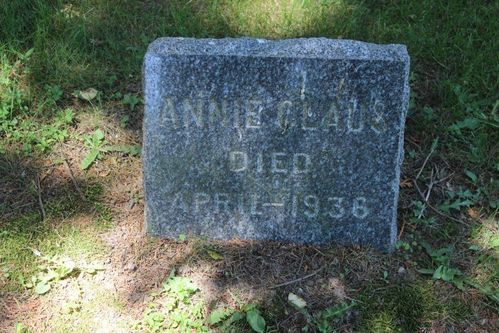 ANNIE CLAUS
DIED
APRIL-1936